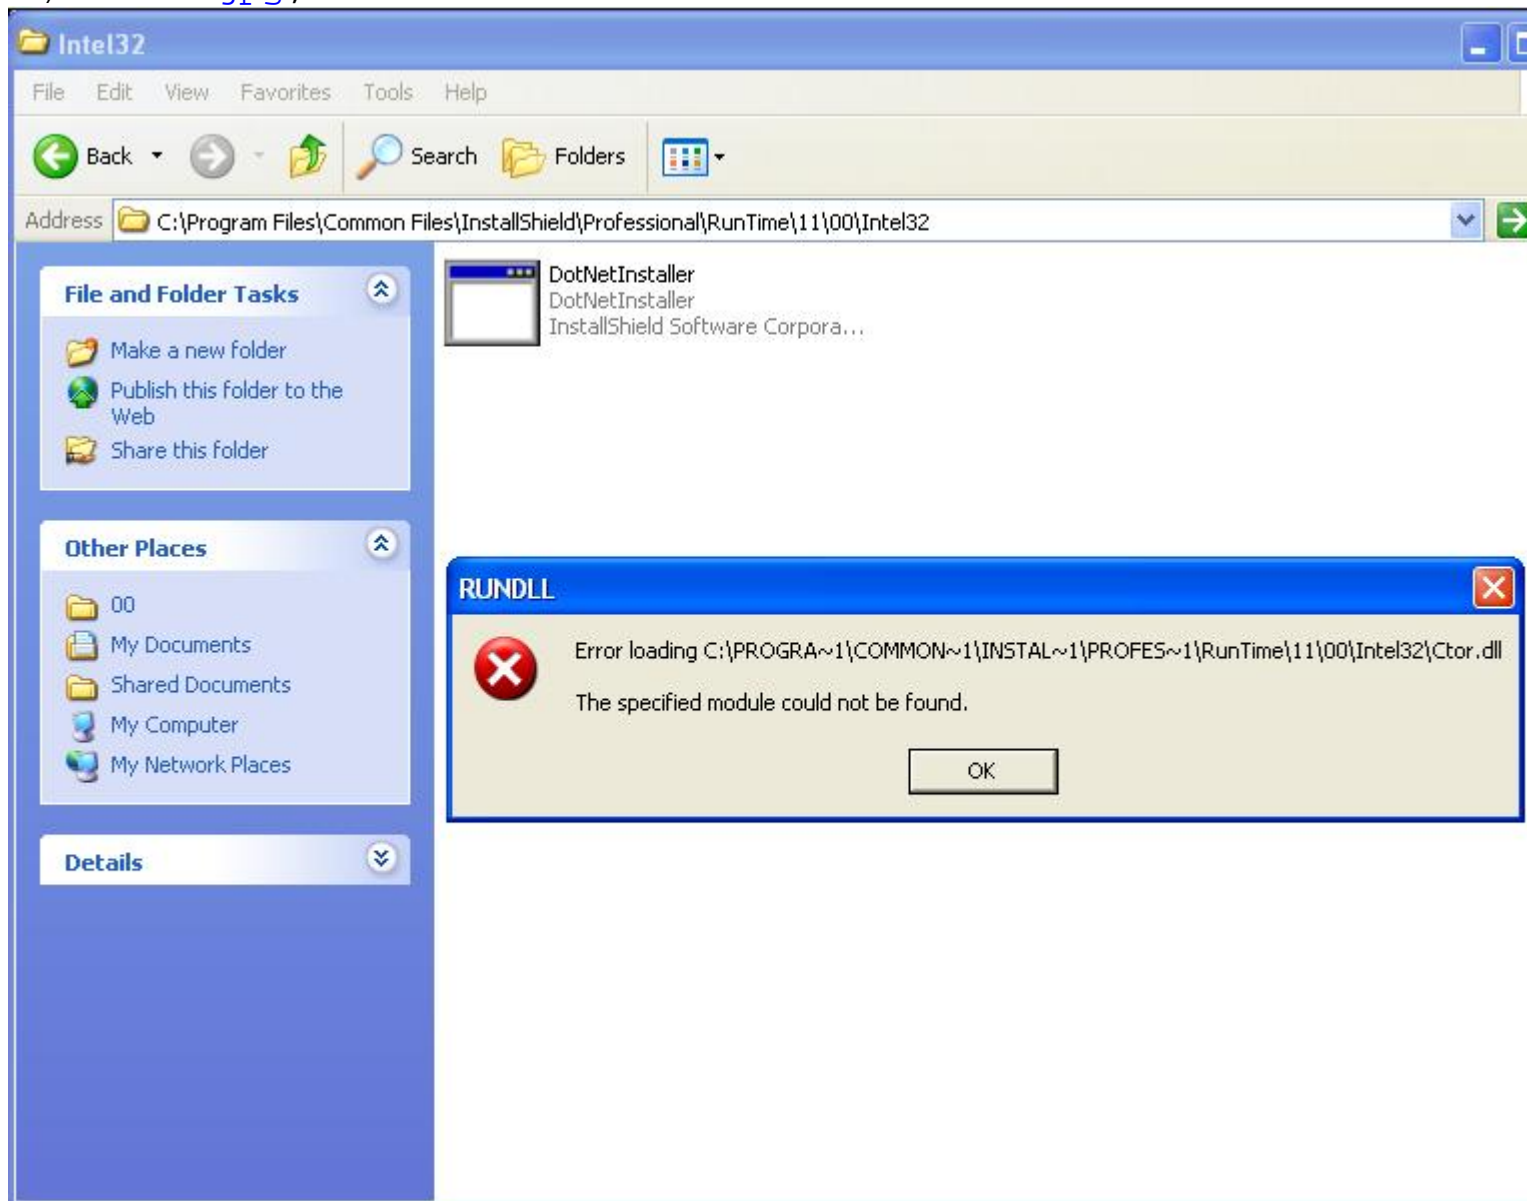 Intel32
File Edit View Favorites Tools Help
Back Search Folders
Address C:\Program Files\Common Files\InstallShield\Professional\RunTime\11\00\Intel32
File and Folder Tasks
Make a new folder
Publish this folder to the
Web
Share this folder
Other Places
00
My Documents
Shared Documents
My Computer
My Network Places
Details
DotNetInstaller
DotNetInstaller
InstallShield Software Corpora...
RUNDLL
Error loading C:\PROGRA~1\COMMON~1\INSTAL~1\PROFES~1\RunTime\11\00\Intel32\Ctor.dll
The specified module could not be found.
OK